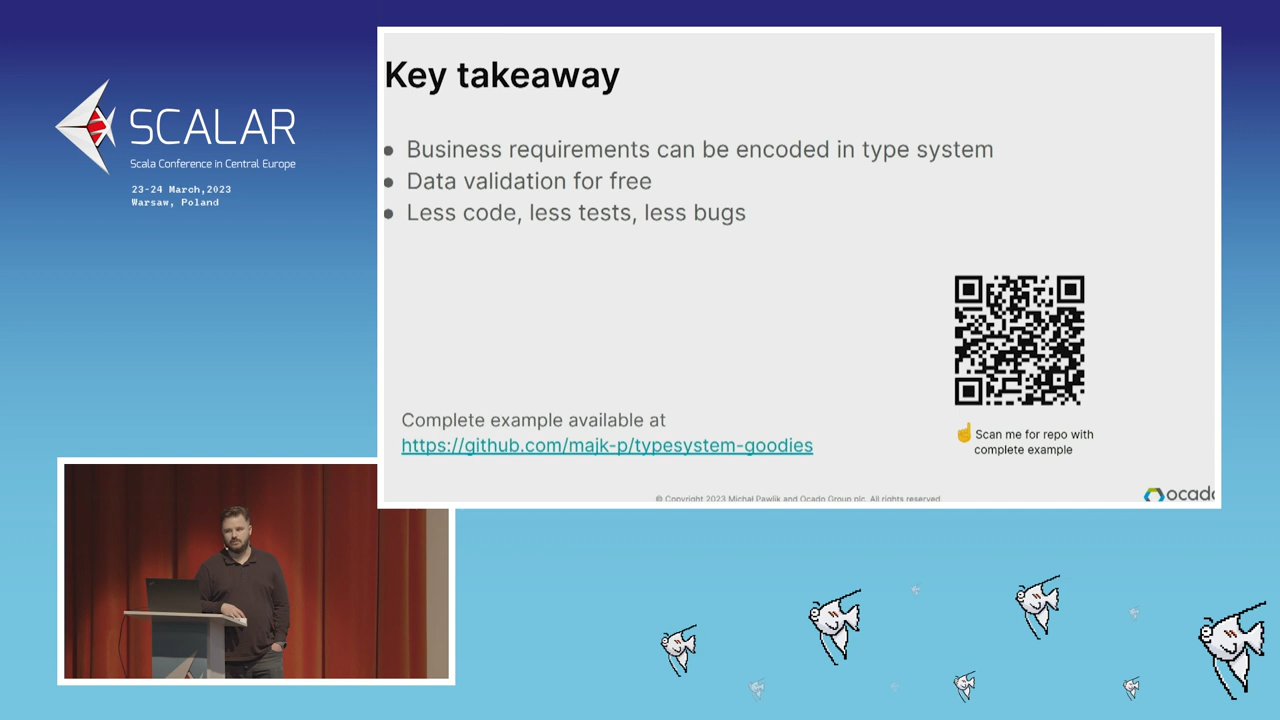 SCALAR
Scala Conference in Central Europe
23-24 March,2023
Warsaw, Poland
Key takeaway
Business requirements can be encoded in type system
Data validation for free
Less code, less tests, less bugs
Complete example available at
https://github.com/majk-p/typesystem-goodies
☝Scan me for repo with
complete example
© Copyright 2023 Michał Pawlik and Ocado Group plc. All rights reserved.
ocado